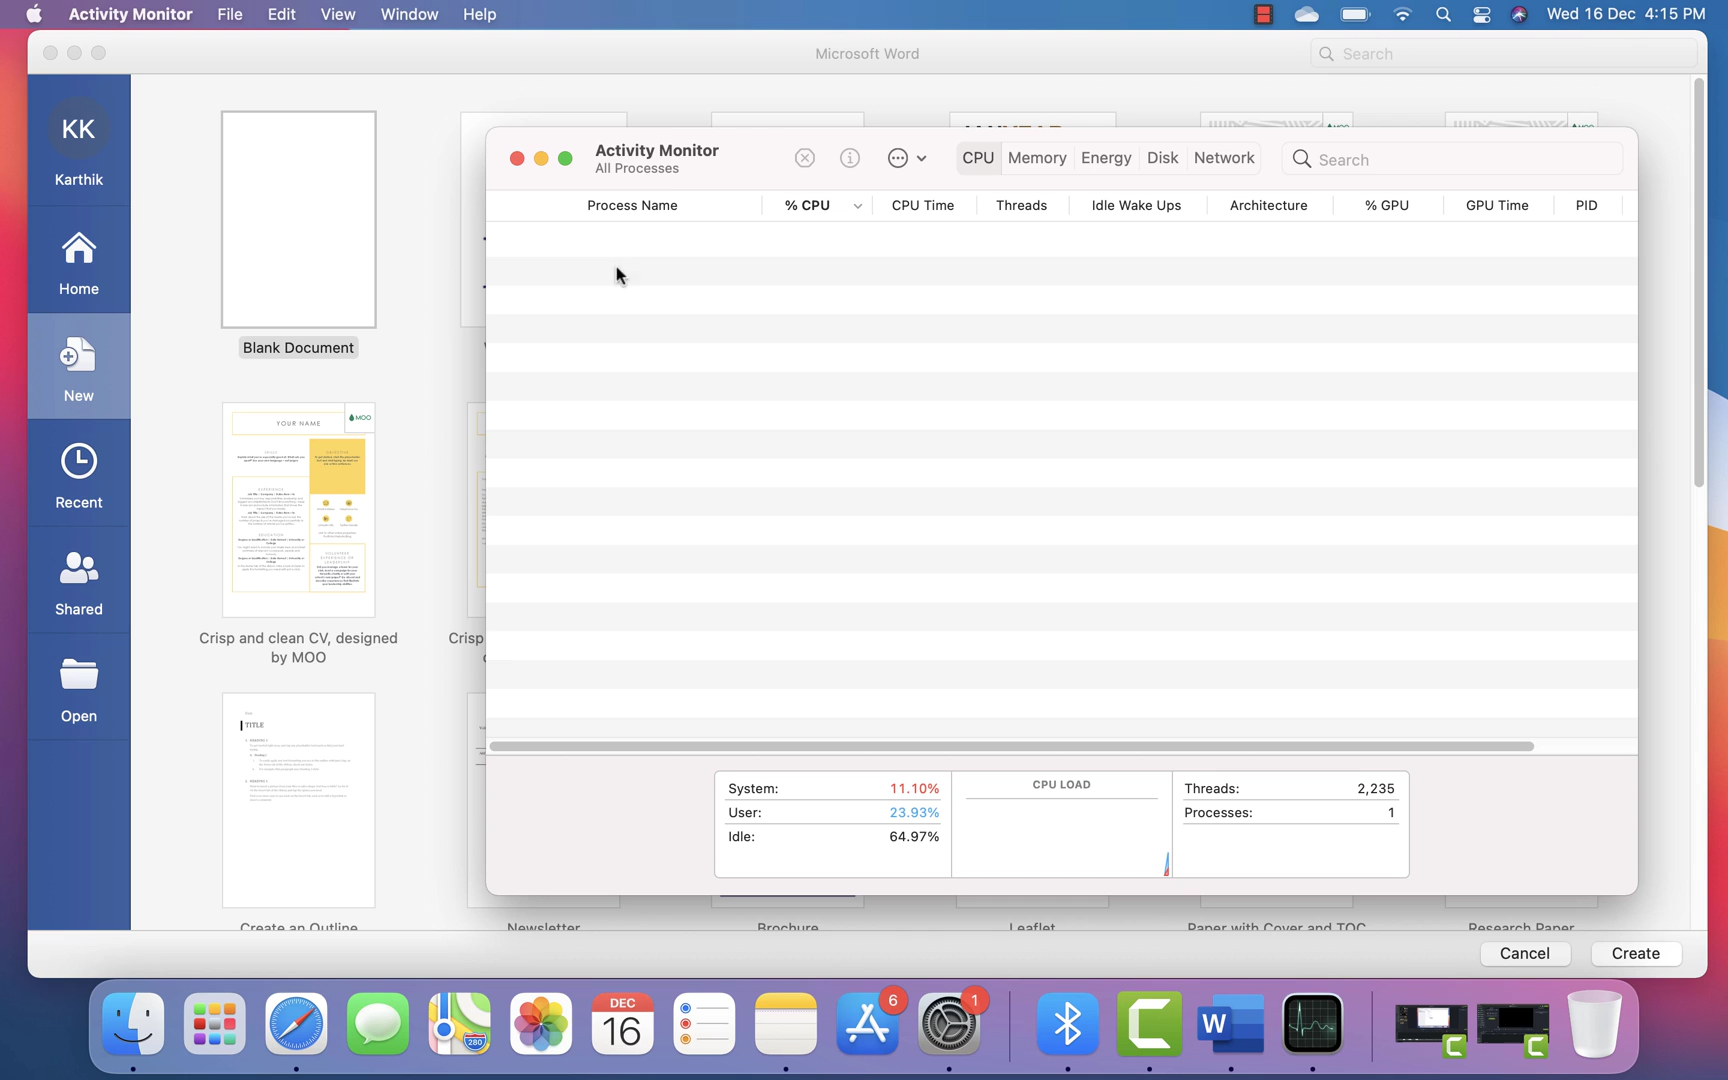 Activity Monitor File Edit View Window Help
Wed 16 Dec 4:15 PM
Microsoft Word
Search
KK
Karthik
Home
New
Recent
Shared
Open
Blank Document
YOUR NAME
MOO
Crisp and clean CV, designed
by MOO
Crisp
TITLE
Create an Outline
Newsletter
Brochure
Leaflet
Paper with Cover and TOC
Research Paper
Cancel
Create
Activity Monitor
All Processes
CPU
Memory
Energy
Disk
Network
Search
Process Name
% CPU
CPU Time
Threads
Idle Wake Ups
Architecture
% GPU
GPU Time
PID
System: 11.10%
User: 23.93%
Idle: 64.97%
CPU LOAD
Threads: 2,235
Processes: 1
280
DEC
16
6
1
W